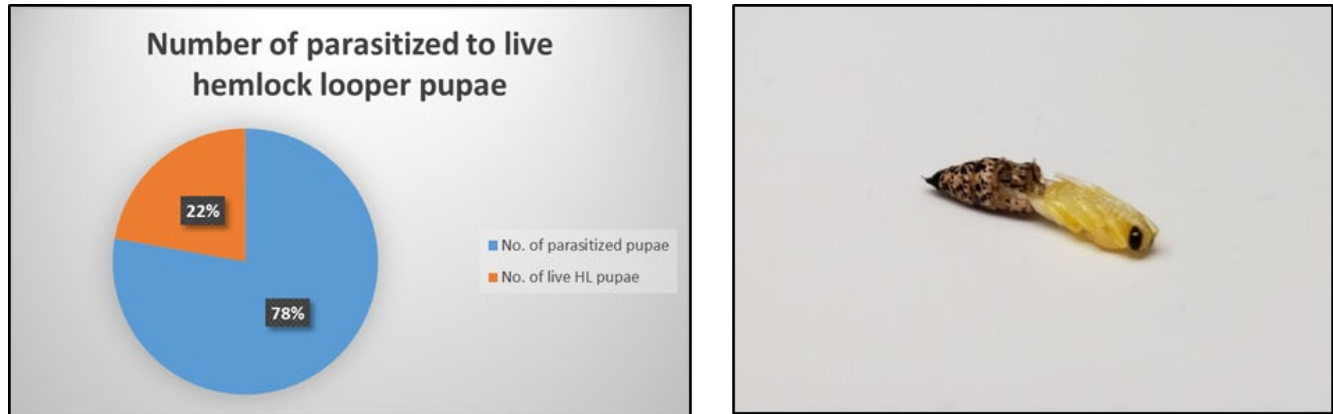 Number of parasitized to live
hemlock looper pupae
22%
78%
No. of parasitized pupae
No. of live HL pupae